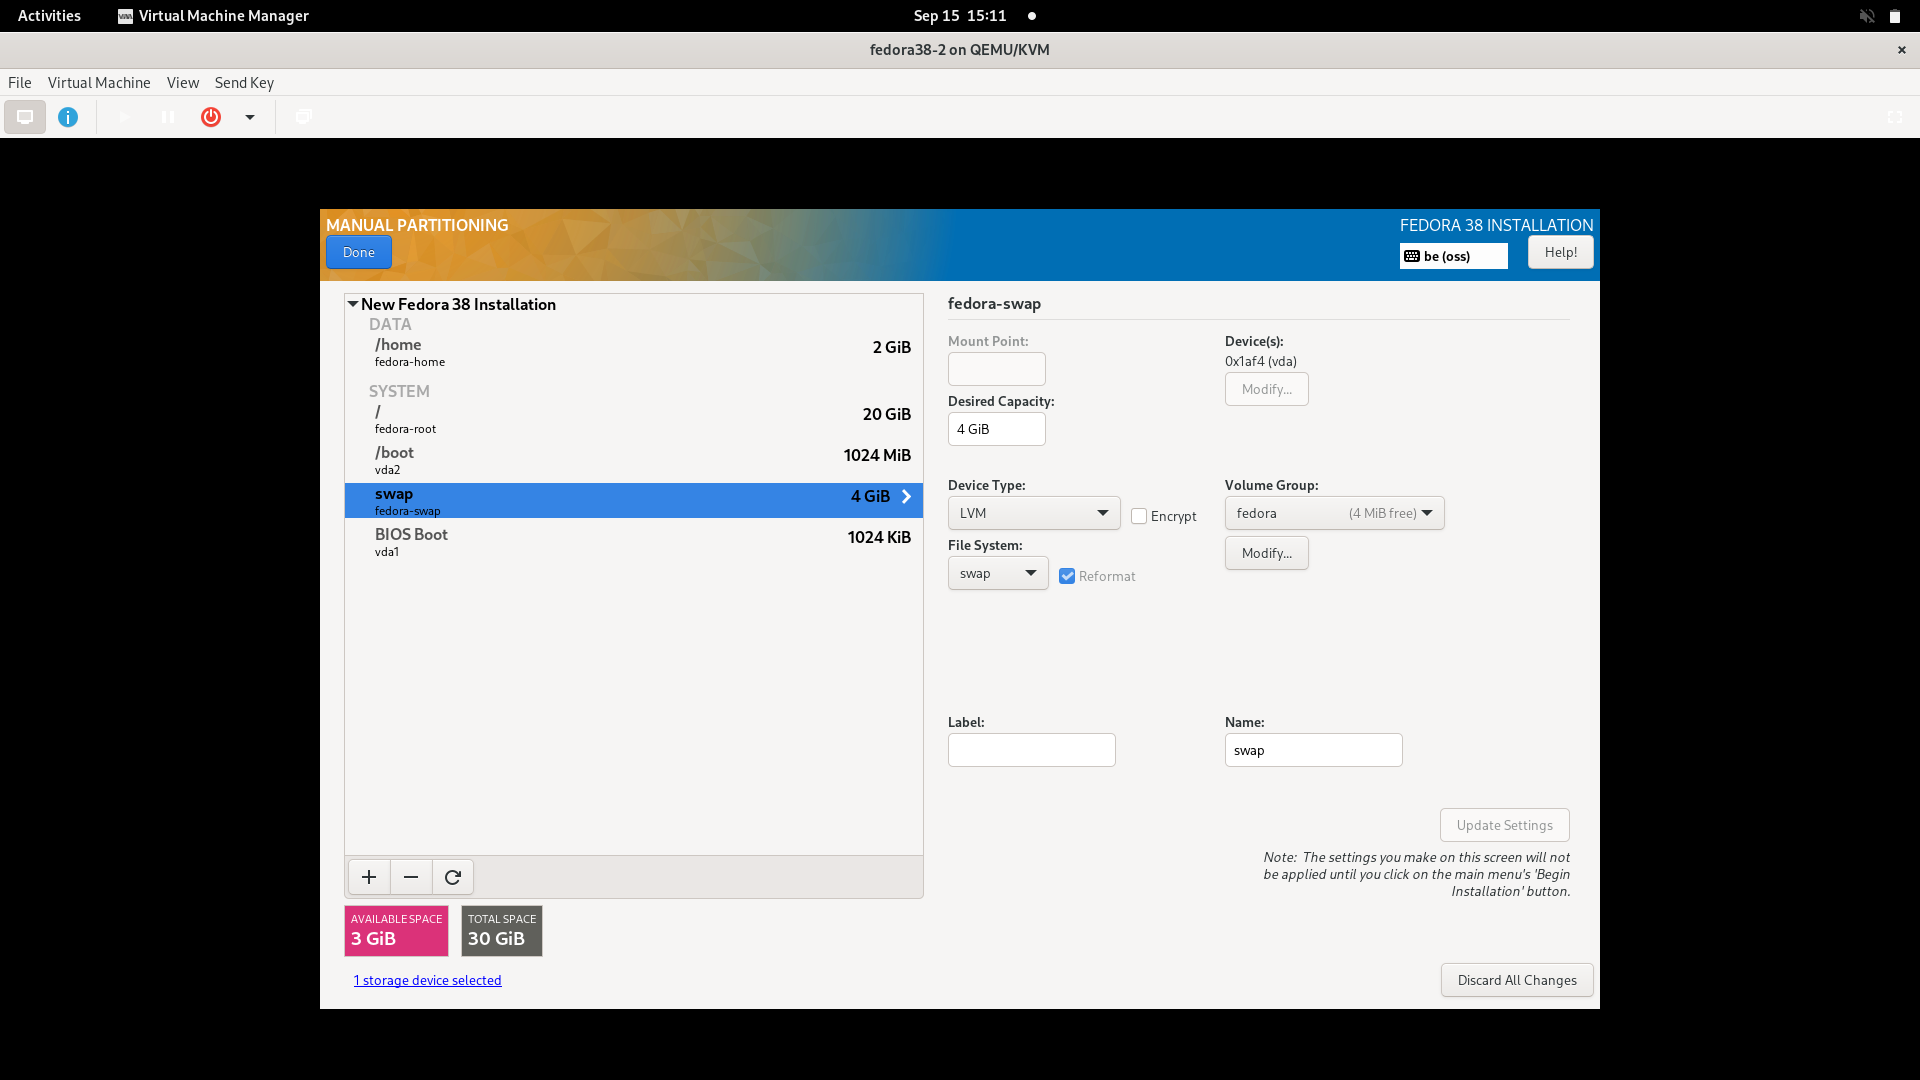 Activities
Virtual Machine Manager
Sep 15 15:11
fedora38-2 on QEMU/KVM
File Virtual Machine View Send Key
MANUAL PARTITIONING
Done
FEDORA 38 INSTALLATION
be (oss)
Help!
New Fedora 38 Installation
DATA
/home 2 GiB
fedora-home
SYSTEM
/ 20 GiB
fedora-root
/boot 1024 MiB
vda2
swap 4 GiB
fedora-swap
BIOS Boot 1024 KiB
vda1
AVAILABLE SPACE
3 GiB
TOTAL SPACE
30 GiB
1 storage device selected
fedora-swap
Mount Point:
Desired Capacity:
4 GiB
Device(s):
0x1af4 (vda)
Modify...
Device Type:
LVM
Encrypt
File System:
swap
Reformat
Volume Group:
fedora (4 MiB free)
Modify...
Label:
Name:
swap
Update Settings
Note: The settings you make on this screen will not
be applied until you click on the main menu's 'Begin
Installation' button.
Discard All Changes